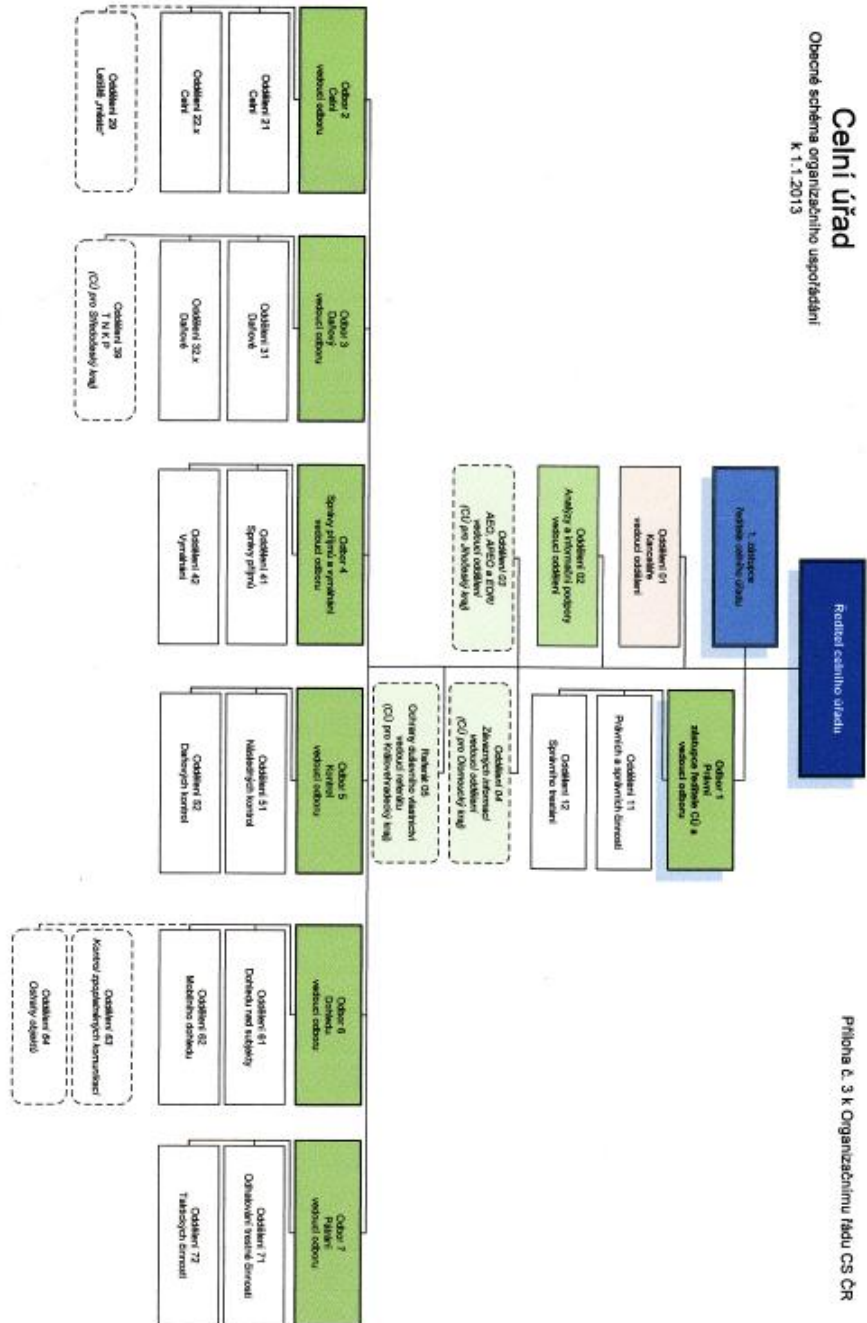 Celní úřad
Obecné schéma organizačního uspořádání
k 1.1.2013
Příloha č. 3 k Organizačnímu řádu CS ČR
Ředitel celního úřadu
1. zástupce
ředitele celního úřadu
Odbor 1
Právní
zástupce ředitele CÚ a
vedoucí odboru
Oddělení 01
Kanceláře
vedoucí oddělení
Oddělení 11
Právních a správních činností
Oddělení 02
Analýzy a informační podpory
vedoucí oddělení
Oddělení 12
Správního trestání
Oddělení 03
AEO, APEO a EORI
vedoucí oddělení
(CÚ pro Jihočeský kraj)
Oddělení 04
Závazných informací
vedoucí oddělení
(CÚ pro Olomoucký kraj)
Referát 05
Ochrany duševního vlastnictví
vedoucí referátu
(CÚ pro Královéhradecký kraj)
Odbor 2
Celní
vedoucí odboru
Oddělení 21
Celní
Oddělení 22.x
Celní
Oddělení 29
Letiště „město“
Odbor 3
Daňový
vedoucí odboru
Oddělení 31
Daňové
Oddělení 32.x
Daňové
Oddělení 39
T N K P
(CÚ pro Středočeský kraj)
Odbor 4
Správy příjmů a vymáhání
vedoucí odboru
Oddělení 41
Správy příjmů
Oddělení 42
Vymáhání
Odbor 5
Kontrol
vedoucí odboru
Oddělení 51
Následných kontrol
Oddělení 52
Daňových kontrol
Odbor 6
Dohledu
vedoucí odboru
Oddělení 61
Dohledu nad subjekty
Oddělení 62
Mobilního dohledu
Oddělení 63
Kontrol zpoplatněných komunikací
Oddělení 64
Ostrahy objektů
Odbor 7
Pátrání
vedoucí odboru
Oddělení 71
Odhalování trestné činnosti
Oddělení 72
Taktických činností